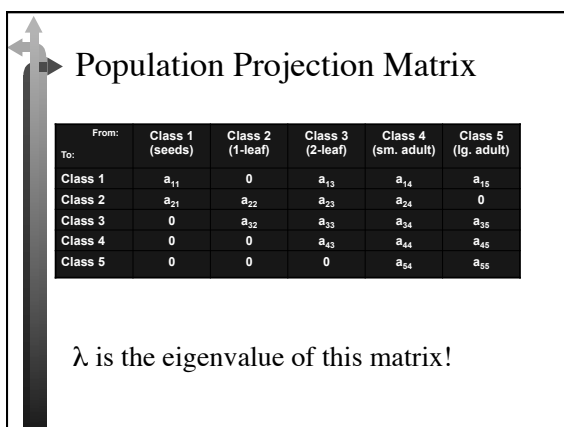 Population Projection Matrix
From: To: Class 1 (seeds) Class 2 (1-leaf) Class 3 (2-leaf) Class 4 (sm. adult) Class 5 (lg. adult)
Class 1 a₁₁ 0 a₁₃ a₁₄ a₁₅
Class 2 a₂₁ a₂₂ a₂₃ a₂₄ 0
Class 3 0 a₃₂ a₃₃ a₃₄ a₃₅
Class 4 0 0 a₄₃ a₄₄ a₄₅
Class 5 0 0 0 a₅₄ a₅₅
λ is the eigenvalue of this matrix!